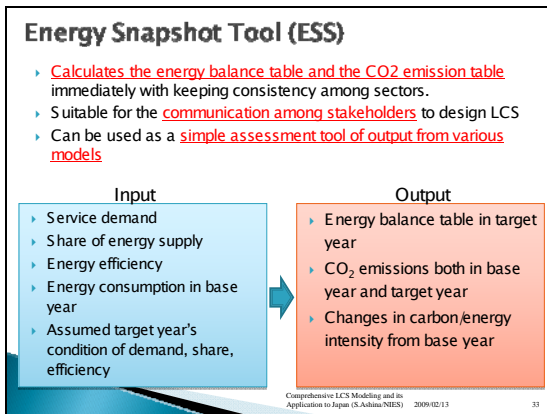 Energy Snapshot Tool (ESS)
Calculates the energy balance table and the CO2 emission table
immediately with keeping consistency among sectors.
Suitable for the communication among stakeholders to design LCS
Can be used as a simple assessment tool of output from various
models
Input
Service demand
Share of energy supply
Energy efficiency
Energy consumption in base
year
Assumed target year's
condition of demand, share,
efficiency
Output
Energy balance table in target
year
CO₂ emissions both in base
year and target year
Changes in carbon/energy
intensity from base year
Comprehensive LCS Modeling and its
Application to Japan (S.Ashina/NIES) 2009/02/13 33